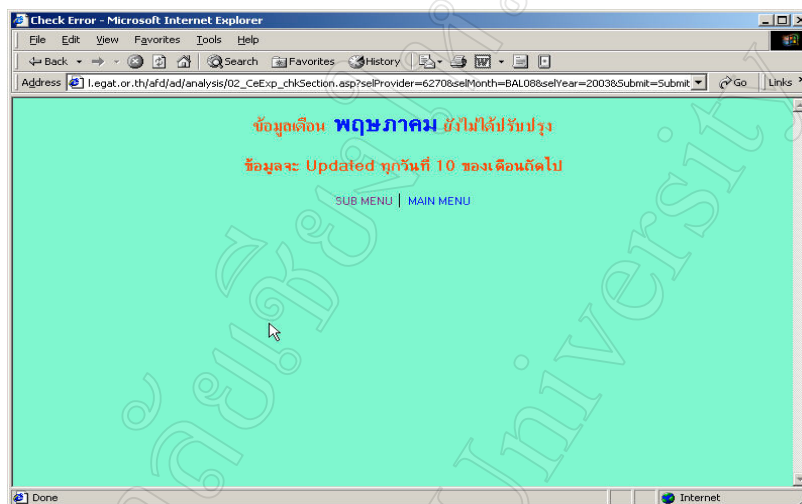 Check Error - Microsoft Internet Explorer
File Edit View Favorites Tools Help
Back Search Favorites History
Address l.egat.or.th/afd/ad/analysis/02_CeExp_chkSection.asp?selProvider=6270&selMonth=BAL08&selYear=2003&Submit=Submit Go Links »
ข้อมูลเดือน พฤษภาคม ยังไม่ได้ปรับปรุง
ข้อมูลจะ Updated ทุกวันที่ 10 ของเดือนถัดไป
SUB MENU | MAIN MENU
University
Done Internet